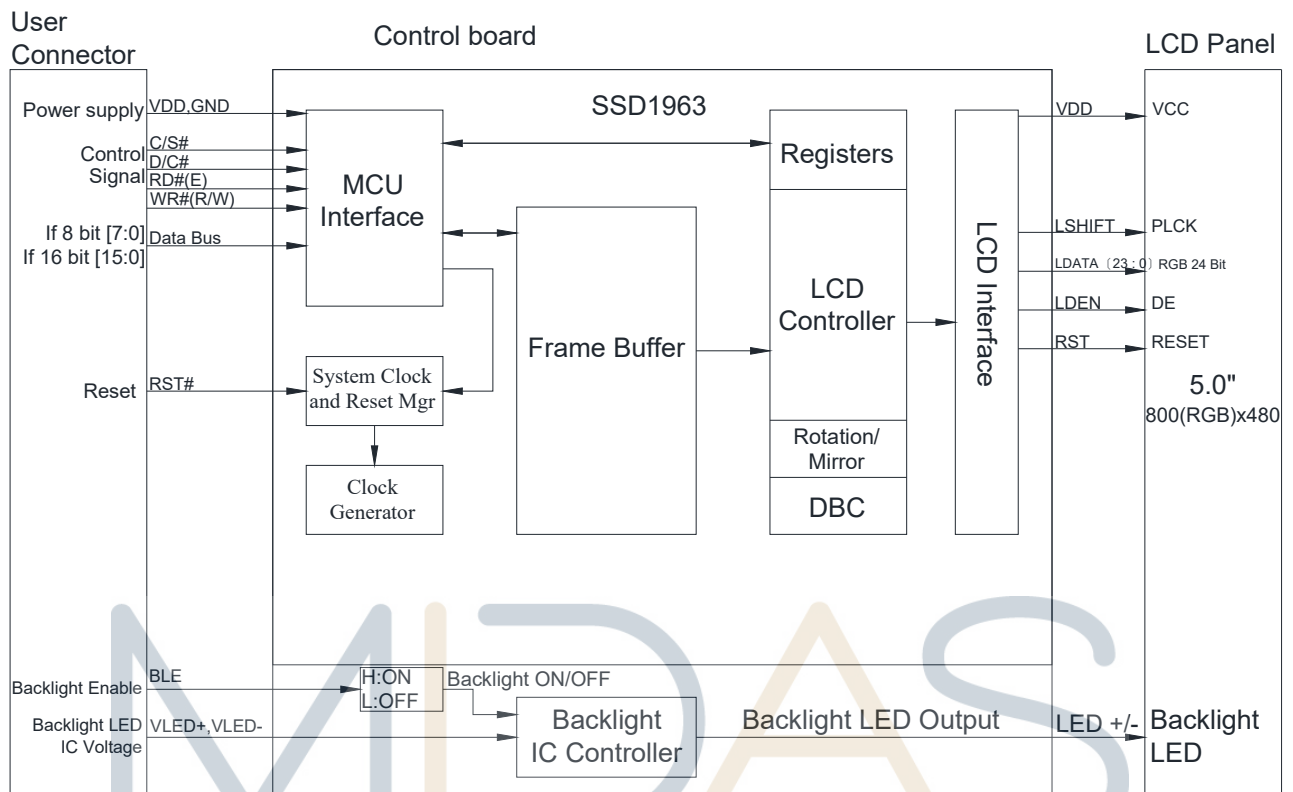 User
Connector
Control board
LCD Panel
SSD1963
Power supply
VDD,GND
Control
Signal
C/S#
D/C#
RD#(E)
WR#(R/W)
If 8 bit [7:0]
If 16 bit [15:0]
Data Bus
Reset
RST#
MCU
Interface
System Clock
and Reset Mgr
Clock
Generator
Frame Buffer
Registers
LCD
Controller
Rotation/
Mirror
DBC
LCD Interface
VDD
VCC
LSHIFT
PLCK
LDATA（23：0）
RGB 24 Bit
LDEN
DE
RST
RESET
5.0"
800(RGB)x480
Backlight Enable
BLE
H:ON
L:OFF
Backlight ON/OFF
Backlight LED
IC Voltage
VLED+,VLED-
Backlight
IC Controller
Backlight LED Output
LED +/-
Backlight
LED
MIDAS